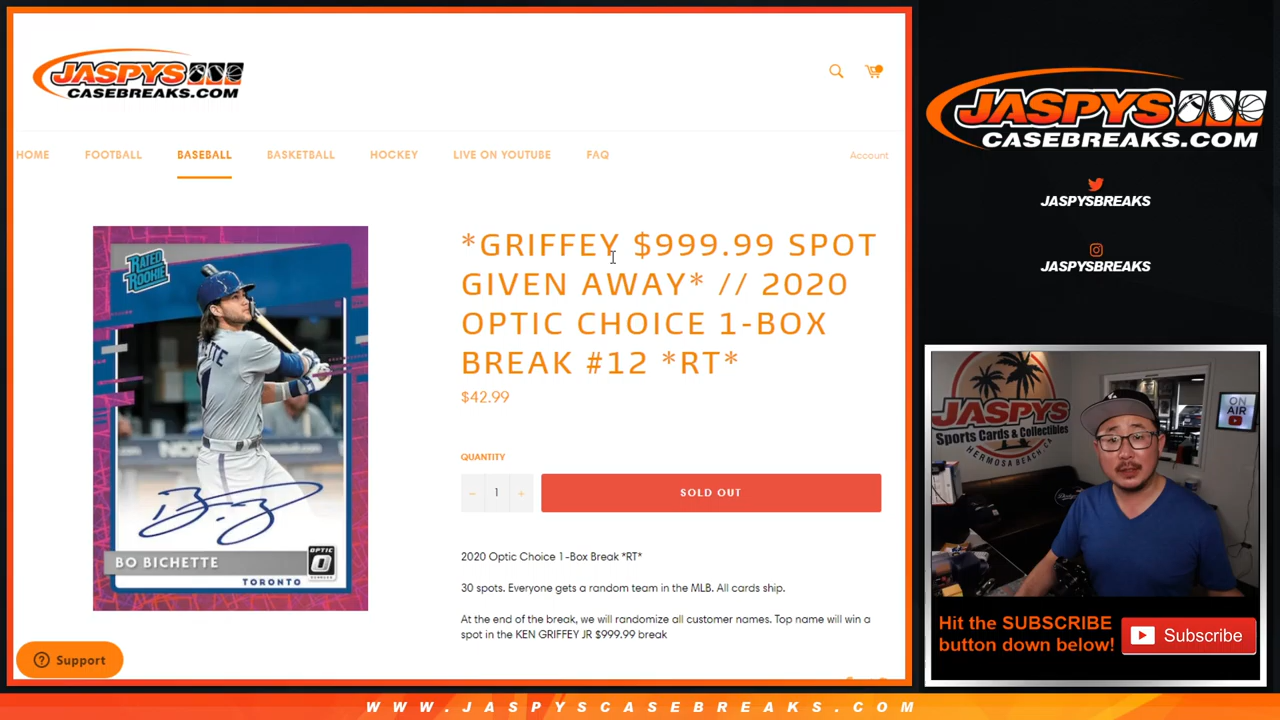 JASPYS
CASEBREAKS.COM
HOME
FOOTBALL
BASEBALL
BASKETBALL
HOCKEY
LIVE ON YOUTUBE
FAQ
Account
RATED
ROOKIE
BO BICHETTE
OPTIC
TORONTO
*GRIFFEY $999.99 SPOT
GIVEN AWAY* // 2020
OPTIC CHOICE 1-BOX
BREAK #12 *RT*
$42.99
QUANTITY
− 1 +
SOLD OUT
2020 Optic Choice 1-Box Break *RT*
30 spots. Everyone gets a random team in the MLB. All cards ship.
At the end of the break, we will randomize all customer names. Top name will win a
spot in the KEN GRIFFEY JR $999.99 break
Support
JASPYS
CASEBREAKS.COM
JASPYSBREAKS
JASPYSBREAKS
JASPYS
Sports Cards & Collectibles
HERMOSA BEACH, CA
ON
AIR
Hit the SUBSCRIBE
button down below!
Subscribe
WWW.JASPYSCASEBREAKS.COM